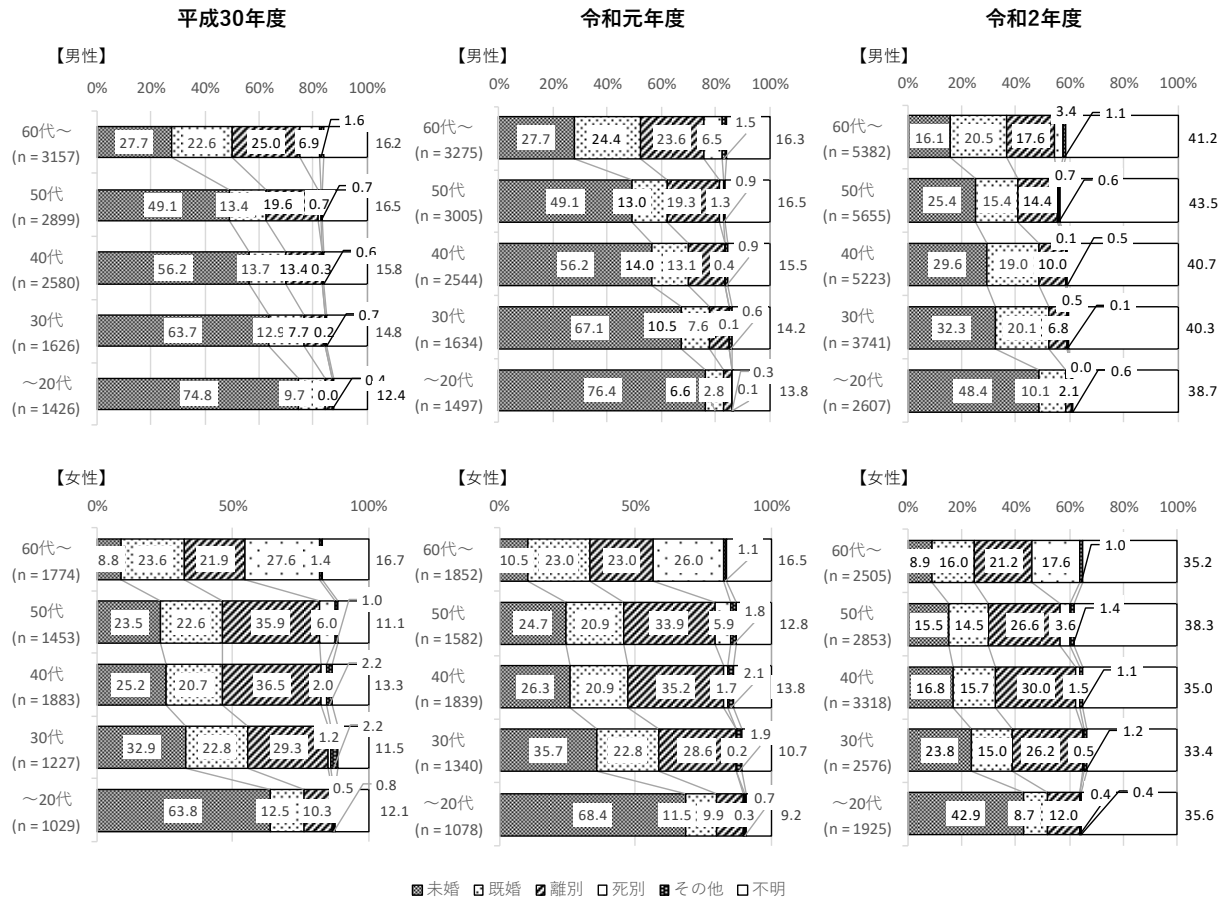 平成30年度 令和元年度 令和2年度
【男性】 【男性】 【男性】
0% 20% 40% 60% 80% 100% 0% 20% 40% 60% 80% 100% 0% 20% 40% 60% 80% 100%
60代～ 27.7 22.6 25.0 6.9 1.6 16.2 60代～ 27.7 24.4 23.6 6.5 1.5 16.3 60代～ 16.1 20.5 17.6 3.4 1.1 41.2
(n = 3157) (n = 3275) (n = 5382)
50代 49.1 13.4 19.6 0.7 0.7 16.5 50代 49.1 13.0 19.3 1.3 0.9 16.5 50代 25.4 15.4 14.4 0.7 0.6 43.5
(n = 2899) (n = 3005) (n = 5655)
40代 56.2 13.7 13.4 0.3 0.6 15.8 40代 56.2 14.0 13.1 0.4 0.9 15.5 40代 29.6 19.0 10.0 0.1 0.5 40.7
(n = 2580) (n = 2544) (n = 5223)
30代 63.7 12.9 7.7 0.2 0.7 14.8 30代 67.1 10.5 7.6 0.1 0.6 14.2 30代 32.3 20.1 6.8 0.5 0.1 40.3
(n = 1626) (n = 1634) (n = 3741)
～20代 74.8 9.7 0.0 0.4 12.4 ～20代 76.4 6.6 2.8 0.1 0.3 13.8 ～20代 48.4 10.1 2.1 0.0 0.6 38.7
(n = 1426) (n = 1497) (n = 2607)
【女性】 【女性】 【女性】
0% 50% 100% 0% 50% 100% 0% 20% 40% 60% 80% 100%
60代～ 8.8 23.6 21.9 27.6 1.4 16.7 60代～ 10.5 23.0 23.0 26.0 1.1 16.5 60代～ 8.9 16.0 21.2 17.6 1.0 35.2
(n = 1774) (n = 1852) (n = 2505)
50代 23.5 22.6 35.9 6.0 1.0 11.1 50代 24.7 20.9 33.9 5.9 1.8 12.8 50代 15.5 14.5 26.6 3.6 1.4 38.3
(n = 1453) (n = 1582) (n = 2853)
40代 25.2 20.7 36.5 2.0 2.2 13.3 40代 26.3 20.9 35.2 1.7 2.1 13.8 40代 16.8 15.7 30.0 1.5 1.1 35.0
(n = 1883) (n = 1839) (n = 3318)
30代 32.9 22.8 29.3 1.2 2.2 11.5 30代 35.7 22.8 28.6 0.2 1.9 10.7 30代 23.8 15.0 26.2 0.5 1.2 33.4
(n = 1227) (n = 1340) (n = 2576)
～20代 63.8 12.5 10.3 0.5 0.8 12.1 ～20代 68.4 11.5 9.9 0.3 0.7 9.2 ～20代 42.9 8.7 12.0 0.4 0.4 35.6
(n = 1029) (n = 1078) (n = 1925)
未婚 既婚 離別 死別 その他 不明